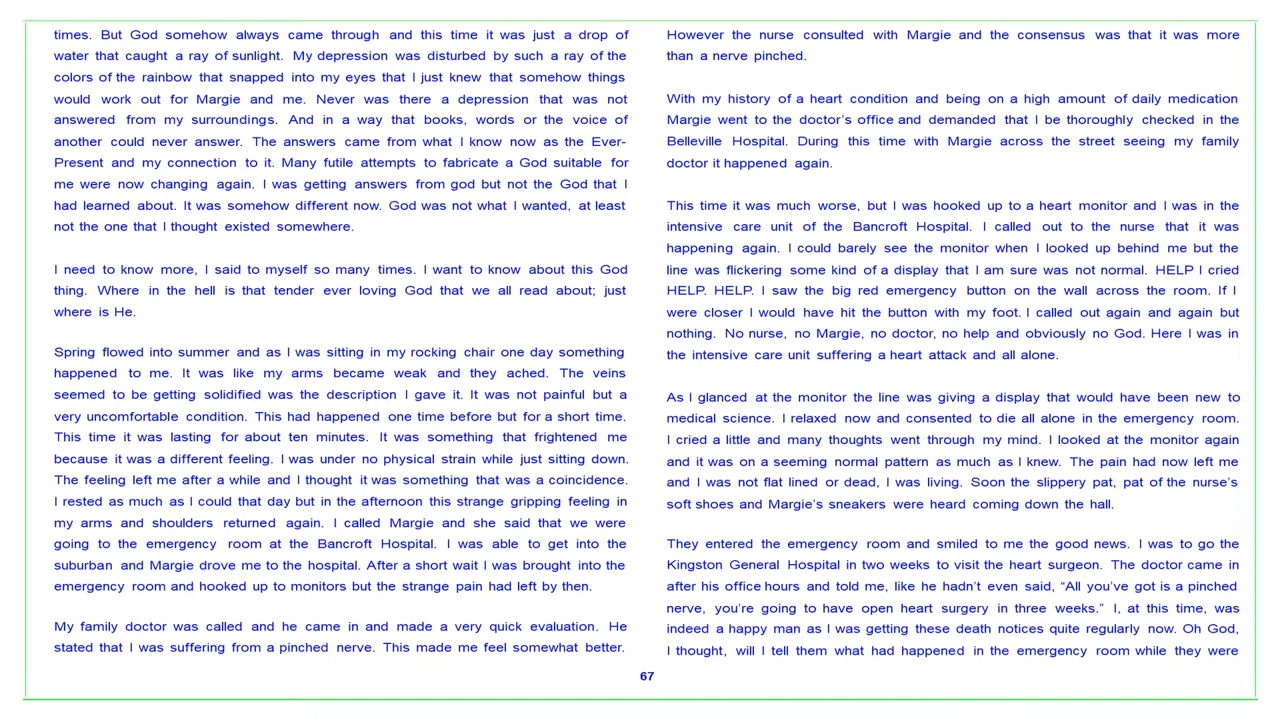 times. But God somehow always came through and this time it was just a drop of
water that caught a ray of sunlight. My depression was disturbed by such a ray of the
colors of the rainbow that snapped into my eyes that I just knew that somehow things
would work out for Margie and me. Never was there a depression that was not
answered from my surroundings. And in a way that books, words or the voice of
another could never answer. The answers came from what I know now as the Ever-
Present and my connection to it. Many futile attempts to fabricate a God suitable for
me were now changing again. I was getting answers from god but not the God that I
had learned about. It was somehow different now. God was not what I wanted, at least
not the one that I thought existed somewhere.
I need to know more, I said to myself so many times. I want to know about this God
thing. Where in the hell is that tender ever loving God that we all read about; just
where is He.
Spring flowed into summer and as I was sitting in my rocking chair one day something
happened to me. It was like my arms became weak and they ached. The veins
seemed to be getting solidified was the description I gave it. It was not painful but a
very uncomfortable condition. This had happened one time before but for a short time.
This time it was lasting for about ten minutes. It was something that frightened me
because it was a different feeling. I was under no physical strain while just sitting down.
The feeling left me after a while and I thought it was something that was a coincidence.
I rested as much as I could that day but in the afternoon this strange gripping feeling in
my arms and shoulders returned again. I called Margie and she said that we were
going to the emergency room at the Bancroft Hospital. I was able to get into the
suburban and Margie drove me to the hospital. After a short wait I was brought into the
emergency room and hooked up to monitors but the strange pain had left by then.
My family doctor was called and he came in and made a very quick evaluation. He
stated that I was suffering from a pinched nerve. This made me feel somewhat better.
However the nurse consulted with Margie and the consensus was that it was more
than a nerve pinched.
With my history of a heart condition and being on a high amount of daily medication
Margie went to the doctor's office and demanded that I be thoroughly checked in the
Belleville Hospital. During this time with Margie across the street seeing my family
doctor it happened again.
This time it was much worse, but I was hooked up to a heart monitor and I was in the
intensive care unit of the Bancroft Hospital. I called out to the nurse that it was
happening again. I could barely see the monitor when I looked up behind me but the
line was flickering some kind of a display that I am sure was not normal. HELP I cried
HELP. HELP. I saw the big red emergency button on the wall across the room. If I
were closer I would have hit the button with my foot. I called out again and again but
nothing. No nurse, no Margie, no doctor, no help and obviously no God. Here I was in
the intensive care unit suffering a heart attack and all alone.
As I glanced at the monitor the line was giving a display that would have been new to
medical science. I relaxed now and consented to die all alone in the emergency room.
I cried a little and many thoughts went through my mind. I looked at the monitor again
and it was on a seeming normal pattern as much as I knew. The pain had now left me
and I was not flat lined or dead, I was living. Soon the slippery pat, pat of the nurse's
soft shoes and Margie's sneakers were heard coming down the hall.
They entered the emergency room and smiled to me the good news. I was to go the
Kingston General Hospital in two weeks to visit the heart surgeon. The doctor came in
after his office hours and told me, like he hadn't even said, “All you've got is a pinched
nerve, you're going to have open heart surgery in three weeks.” I, at this time, was
indeed a happy man as I was getting these death notices quite regularly now. Oh God,
I thought, will I tell them what had happened in the emergency room while they were
67